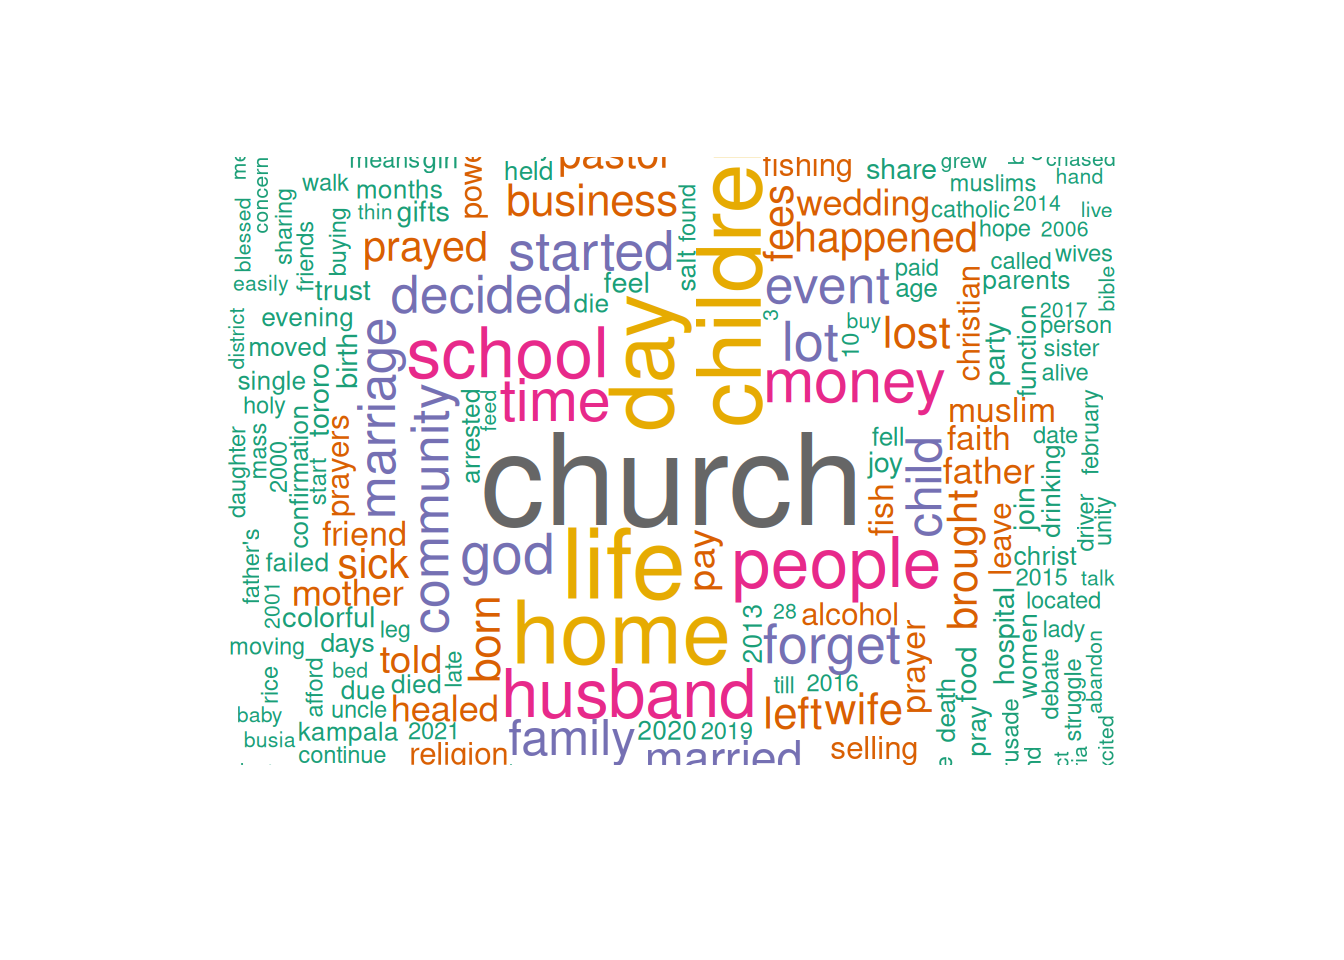 means
held
pastor
fishing
share
grew
chased
concern
walk
months
thin
gifts
business
wedding
catholic
2014
muslims
hand
live
blessed
sharing
friends
buying
prayed
started
salt
found
fees
happened
hope
2006
easily
trust
decided
die
feel
event
paid
age
called
wives
parents
bible
evening
district
moved
birth
marriage
school
day
childre
3
lot
10
buy
lost
christian
party
function
2017
person
sister
alive
single
holy
tororo
time
money
arrested
feed
community
daughter
mass
2000
confirmation
start
prayers
church
fell
joy
child
muslim
faith
father
date
drinking
february
friend
god
life
pay
people
fish
brought
leave
join
driver
unity
father's
failed
sick
mother
christ
2015
talk
2001
colorful
leg
home
2013
28
alcohol
located
moving
days
told
born
forget
prayer
hospital
women
lady
rice
afford
bed
due
died
late
husband
till
2016
death
food
debate
struggle
abandon
baby
uncle
healed
left
wife
pray
busia
kampala
2021
family
2020
2019
continue
religion
married
selling